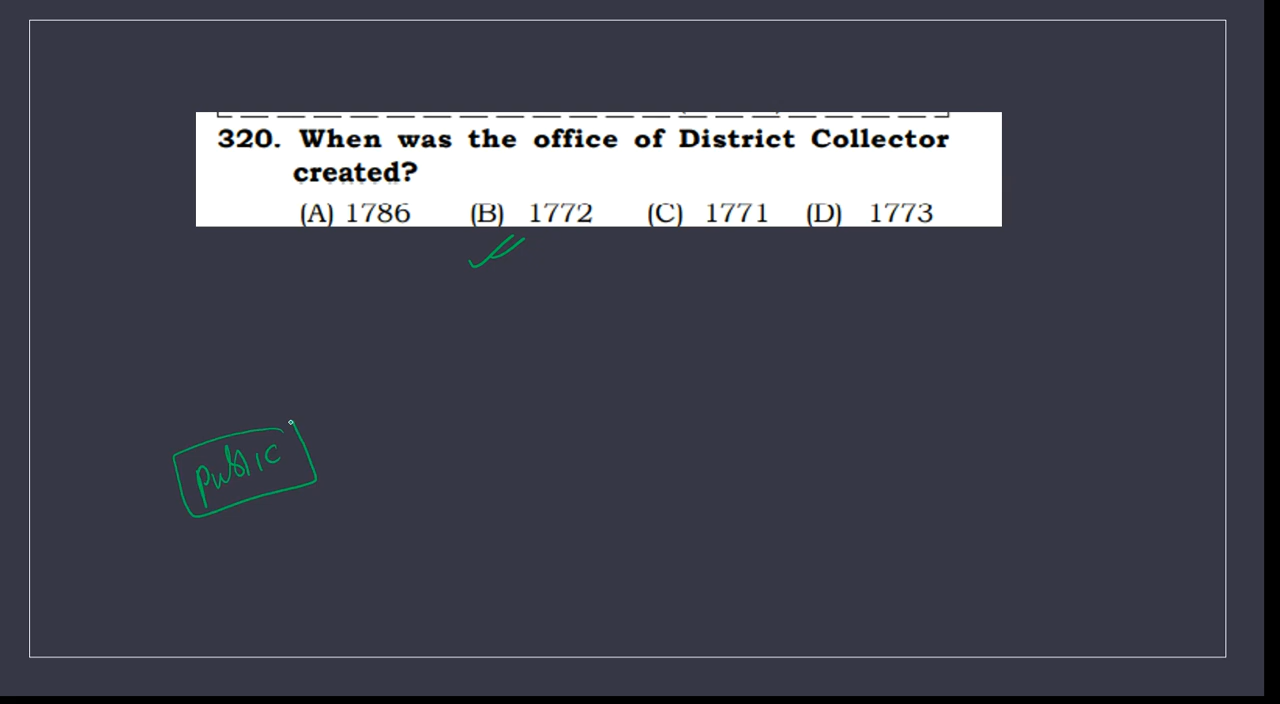 320. When was the office of District Collector
created?
(A) 1786 (B) 1772 (C) 1771 (D) 1773
public